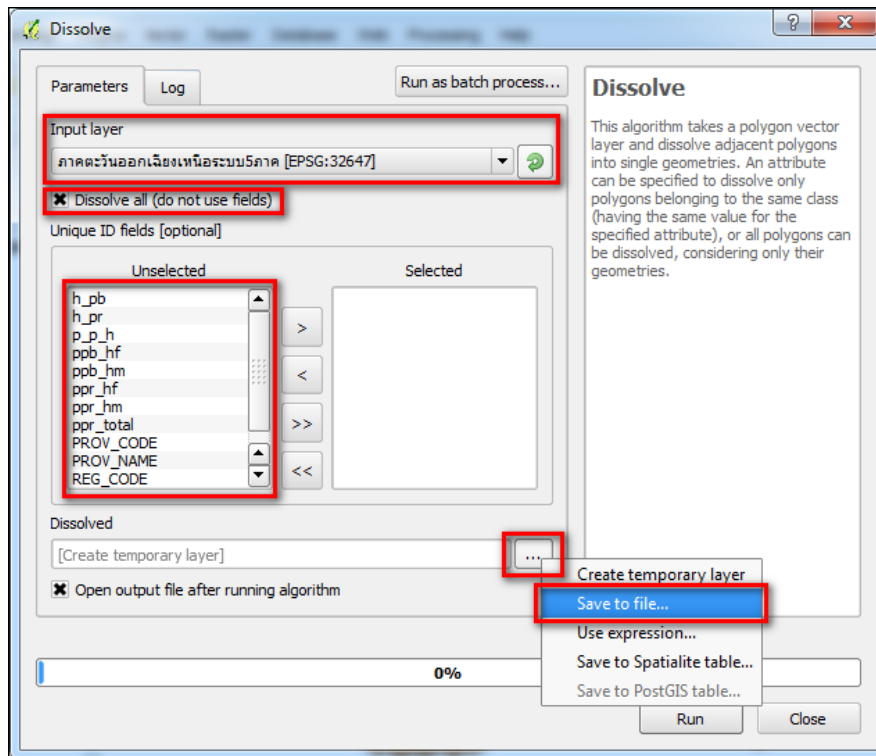 Dissolve
Parameters
Log
Run as batch process...
Input layer
ภาคตะวันออกเฉียงเหนือระบบ5ภาค [EPSG:32647]
Dissolve all (do not use fields)
Unique ID fields [optional]
Unselected
Selected
h_pb
h_pr
p_p_h
ppb_hf
ppb_hm
ppr_hf
ppr_hm
ppr_total
PROV_CODE
PROV_NAME
REG_CODE
>
<
>>
<<
Dissolved
[Create temporary layer]
...
Open output file after running algorithm
Create temporary layer
Save to file...
Use expression...
Save to Spatialite table...
Save to PostGIS table...
0%
Run
Close
Dissolve
This algorithm takes a polygon vector
layer and dissolve adjacent polygons
into single geometries. An attribute
can be specified to dissolve only
polygons belonging to the same class
(having the same value for the
specified attribute), or all polygons can
be dissolved, considering only their
geometries.